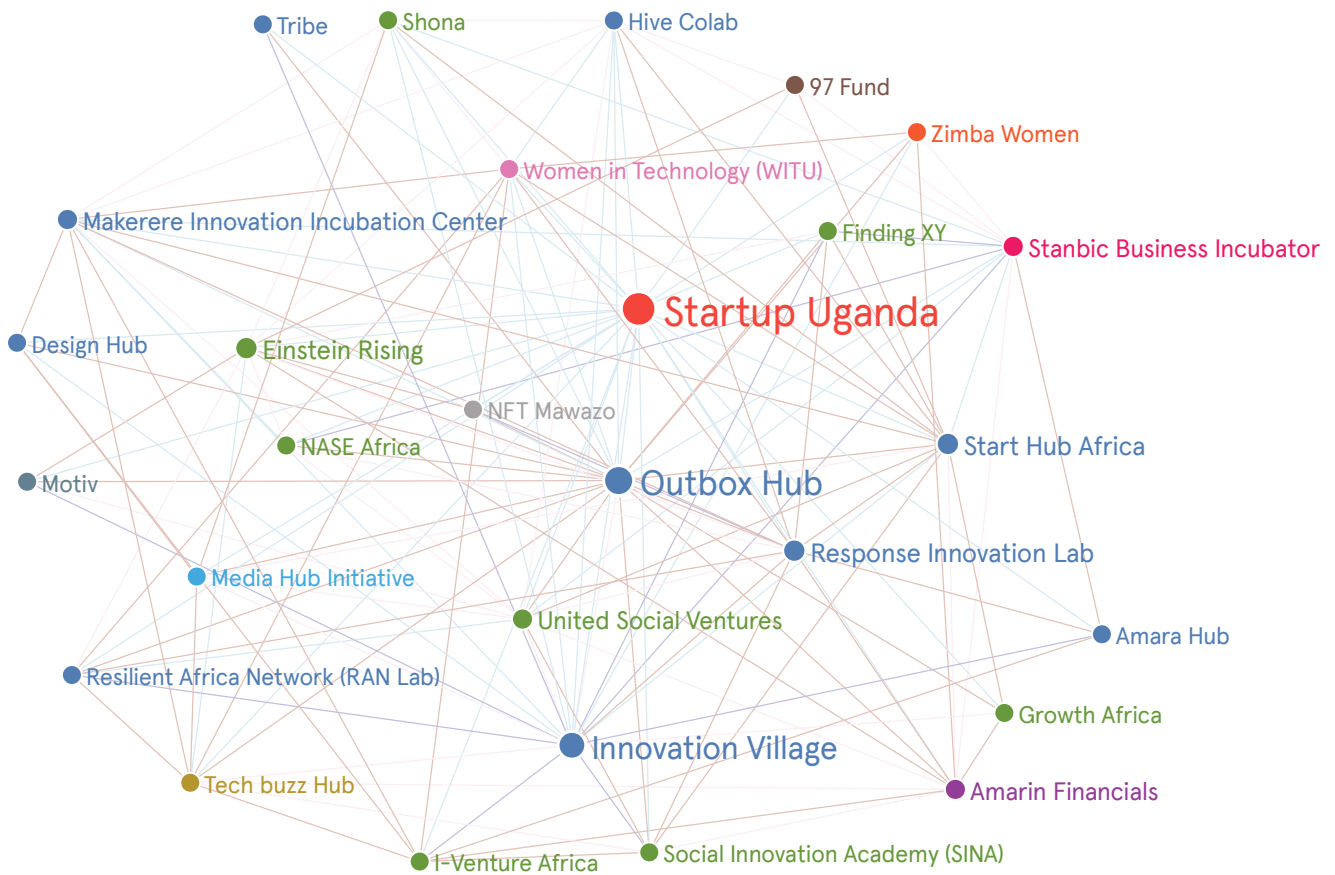 Tribe
Shona
Hive Colab
97 Fund
Zimba Women
Women in Technology (WITU)
Makerere Innovation Incubation Center
Finding XY
Stanbic Business Incubator
Startup Uganda
Design Hub
Einstein Rising
NFT Mawazo
NASE Africa
Start Hub Africa
Motiv
Outbox Hub
Response Innovation Lab
Media Hub Initiative
United Social Ventures
Amara Hub
Resilient Africa Network (RAN Lab)
Growth Africa
Innovation Village
Tech buzz Hub
Amarin Financials
I-Venture Africa
Social Innovation Academy (SINA)